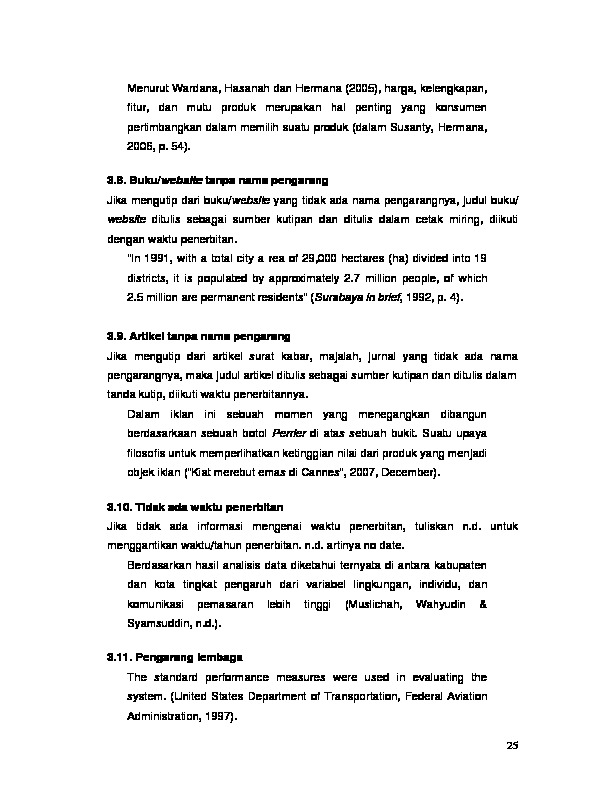 Menurut Wardana, Hasanah dan Hermana (2005), harga, kelengkapan,
fitur, dan mutu produk merupakan hal penting yang konsumen
pertimbangkan dalam memilih suatu produk (dalam Susanty, Hermana,
2006, p. 54).
3.8. Buku/website tanpa nama pengarang
Jika mengutip dari buku/website yang tidak ada nama pengarangnya, judul buku/
website ditulis sebagai sumber kutipan dan ditulis dalam cetak miring, diikuti
dengan waktu penerbitan.
"In 1991, with a total city a rea of 29,000 hectares (ha) divided into 19
districts, it is populated by approximately 2.7 million people, of which
2.5 million are permanent residents" (Surabaya in brief, 1992, p. 4).
3.9. Artikel tanpa nama pengarang
Jika mengutip dari artikel surat kabar, majalah, jurnal yang tidak ada nama
pengarangnya, maka judul artikel ditulis sebagai sumber kutipan dan ditulis dalam
tanda kutip, diikuti waktu penerbitannya.
Dalam iklan ini sebuah momen yang menegangkan dibangun
berdasarkaan sebuah botol Perrier di atas sebuah bukit. Suatu upaya
filosofis untuk memperlihatkan ketinggian nilai dari produk yang menjadi
objek iklan ("Kiat merebut emas di Cannes", 2007, December).
3.10. Tidak ada waktu penerbitan
Jika tidak ada informasi mengenai waktu penerbitan, tuliskan n.d. untuk
menggantikan waktu/tahun penerbitan. n.d. artinya no date.
Berdasarkan hasil analisis data diketahui ternyata di antara kabupaten
dan kota tingkat pengaruh dari variabel lingkungan, individu, dan
komunikasi pemasaran lebih tinggi (Muslichah, Wahyudin &
Syamsuddin, n.d.).
3.11. Pengarang lembaga
The standard performance measures were used in evaluating the
system. (United States Department of Transportation, Federal Aviation
Administration, 1997).
25